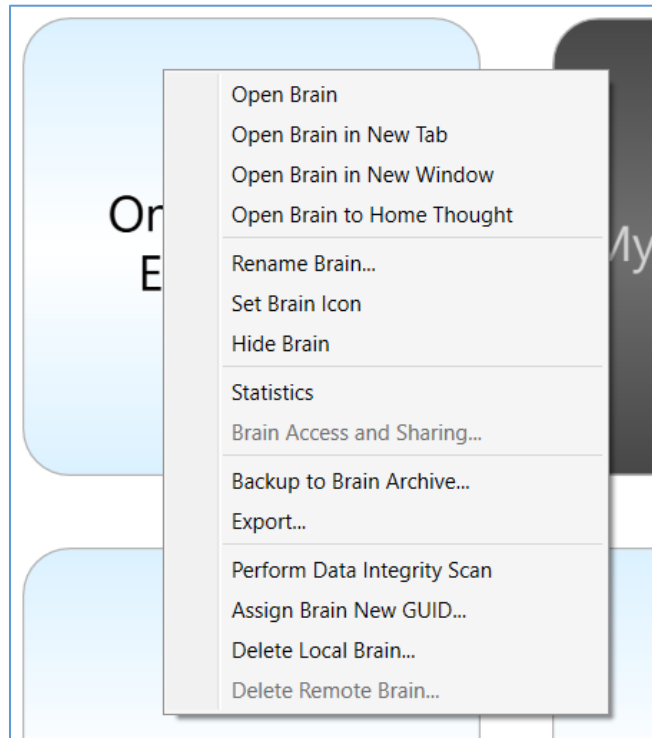 Open Brain
Open Brain in New Tab
Open Brain in New Window
Open Brain to Home Thought
Rename Brain...
Set Brain Icon
Hide Brain
Statistics
Brain Access and Sharing...
Backup to Brain Archive...
Export...
Perform Data Integrity Scan
Assign Brain New GUID...
Delete Local Brain...
Delete Remote Brain...
My